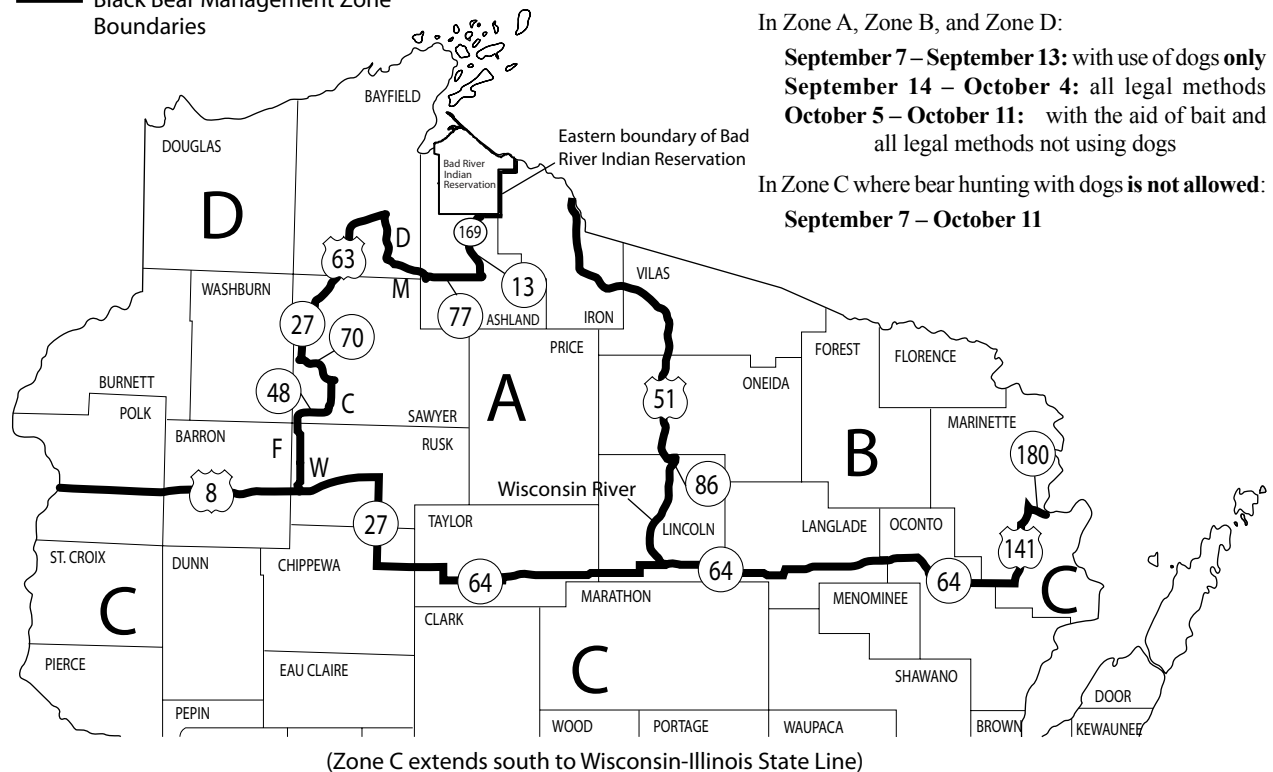 Black Bear Management Zone
Boundaries
In Zone A, Zone B, and Zone D:
September 7 – September 13: with use of dogs only
September 14 – October 4: all legal methods
October 5 – October 11: with the aid of bait and
all legal methods not using dogs
In Zone C where bear hunting with dogs is not allowed:
September 7 – October 11
BAYFIELD
DOUGLAS
Eastern boundary of Bad
River Indian Reservation
Bad River
Indian
Reservation
D
169
D
63
M
13
77
ASHLAND
IRON
VILAS
WASHBURN
27
70
PRICE
FOREST
FLORENCE
ONEIDA
BURNETT
48
C
A
51
POLK
SAWYER
MARINETTE
BARRON
RUSK
F
W
B
180
8
Wisconsin River
86
27
TAYLOR
LINCOLN
LANGLADE
OCONTO
141
ST. CROIX
DUNN
CHIPPEWA
64
64
64
C
C
MARATHON
MENOMINEE
CLARK
PIERCE
EAU CLAIRE
C
SHAWANO
PEPIN
WOOD
PORTAGE
WAUPACA
BROWN
DOOR
KEWAUNEE
(Zone C extends south to Wisconsin-Illinois State Line)